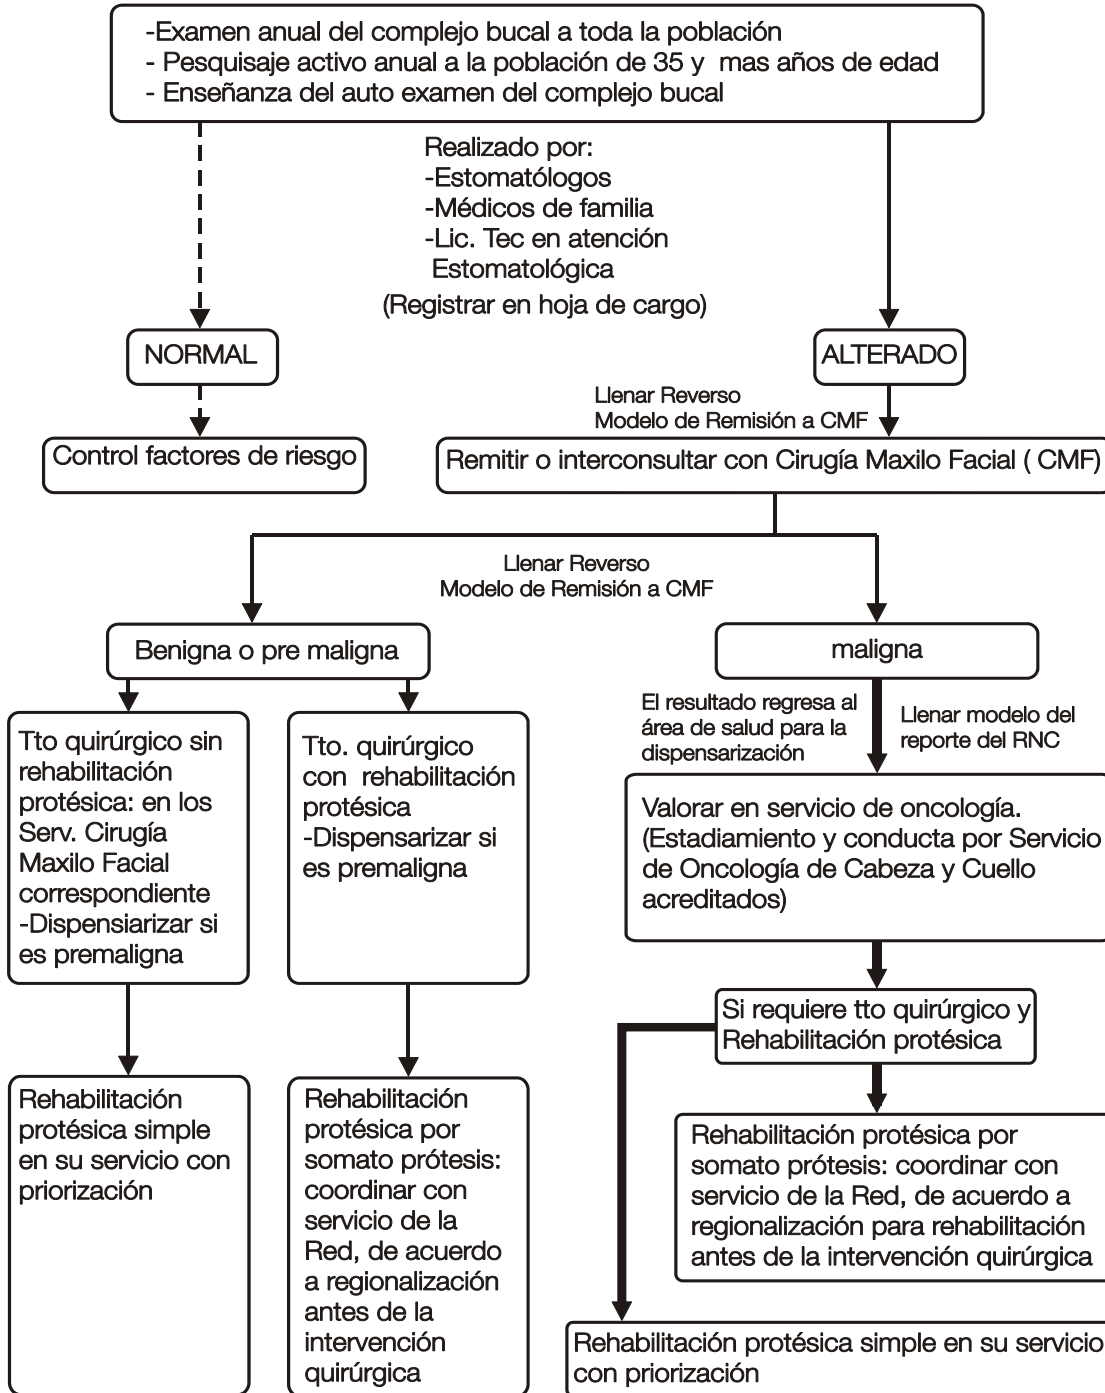 -Examen anual del complejo bucal a toda la población
- Pesquisaje activo anual a la población de 35 y mas años de edad
- Enseñanza del auto examen del complejo bucal
Realizado por:
-Estomatólogos
-Médicos de familia
-Lic. Tec en atención
Estomatológica
(Registrar en hoja de cargo)
NORMAL
ALTERADO
Llenar Reverso
Modelo de Remisión a CMF
Control factores de riesgo
Remitir o interconsultar con Cirugía Maxilo Facial ( CMF)
Llenar Reverso
Modelo de Remisión a CMF
Benigna o pre maligna
maligna
El resultado regresa al
área de salud para la
dispensarización
Llenar modelo del
reporte del RNC
Tto quirúrgico sin
rehabilitación
protésica: en los
Serv. Cirugía
Maxilo Facial
correspondiente
-Dispensiarizar si
es premaligna
Tto. quirúrgico
con rehabilitación
protésica
-Dispensarizar si
es premaligna
Valorar en servicio de oncología.
(Estadiamiento y conducta por Servicio
de Oncología de Cabeza y Cuello
acreditados)
Si requiere tto quirúrgico y
Rehabilitación protésica
Rehabilitación
protésica simple
en su servicio con
priorización
Rehabilitación
protésica por
somato prótesis:
coordinar con
servicio de la
Red, de acuerdo
a regionalización
antes de la
intervención
quirúrgica
Rehabilitación protésica por
somato prótesis: coordinar con
servicio de la Red, de acuerdo a
regionalización para rehabilitación
antes de la intervención quirúrgica
Rehabilitación protésica simple en su servicio
con priorización